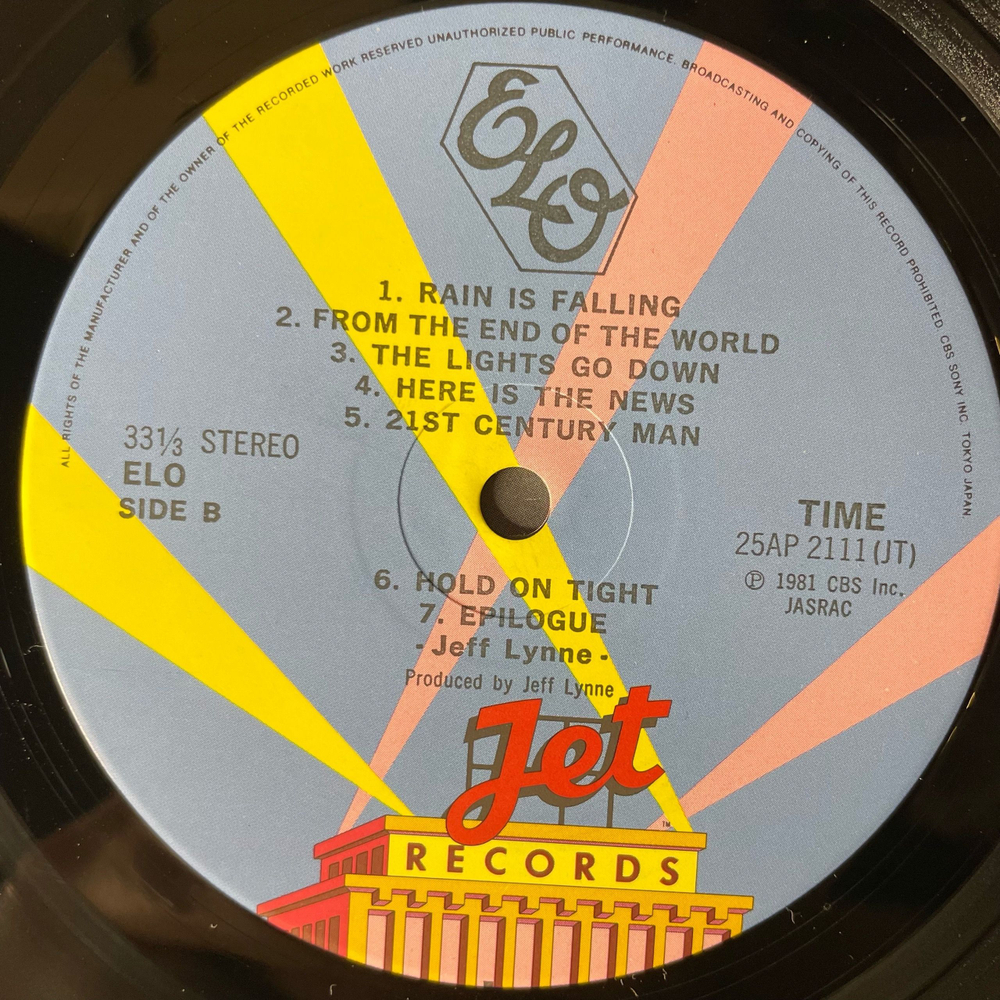 ALL RIGHTS OF THE MANUFACTURER AND OF THE OWNER OF THE RECORDED WORK RESERVED UNAUTHORIZED PUBLIC PERFORMANCE. BROADCASTING AND COPYING OF THIS RECORD PROHIBITED. CBS SONY INC. TOKYO JAPAN.
ELO
1. RAIN IS FALLING
2. FROM THE END OF THE WORLD
3. THE LIGHTS GO DOWN
4. HERE IS THE NEWS
5. 21ST CENTURY MAN
33⅓ STEREO
ELO
SIDE B
TIME
25AP 2111(JT)
Ⓟ 1981 CBS Inc.
JASRAC
6. HOLD ON TIGHT
7. EPILOGUE
- Jeff Lynne -
Produced by Jeff Lynne
Jet
TM
RECORDS